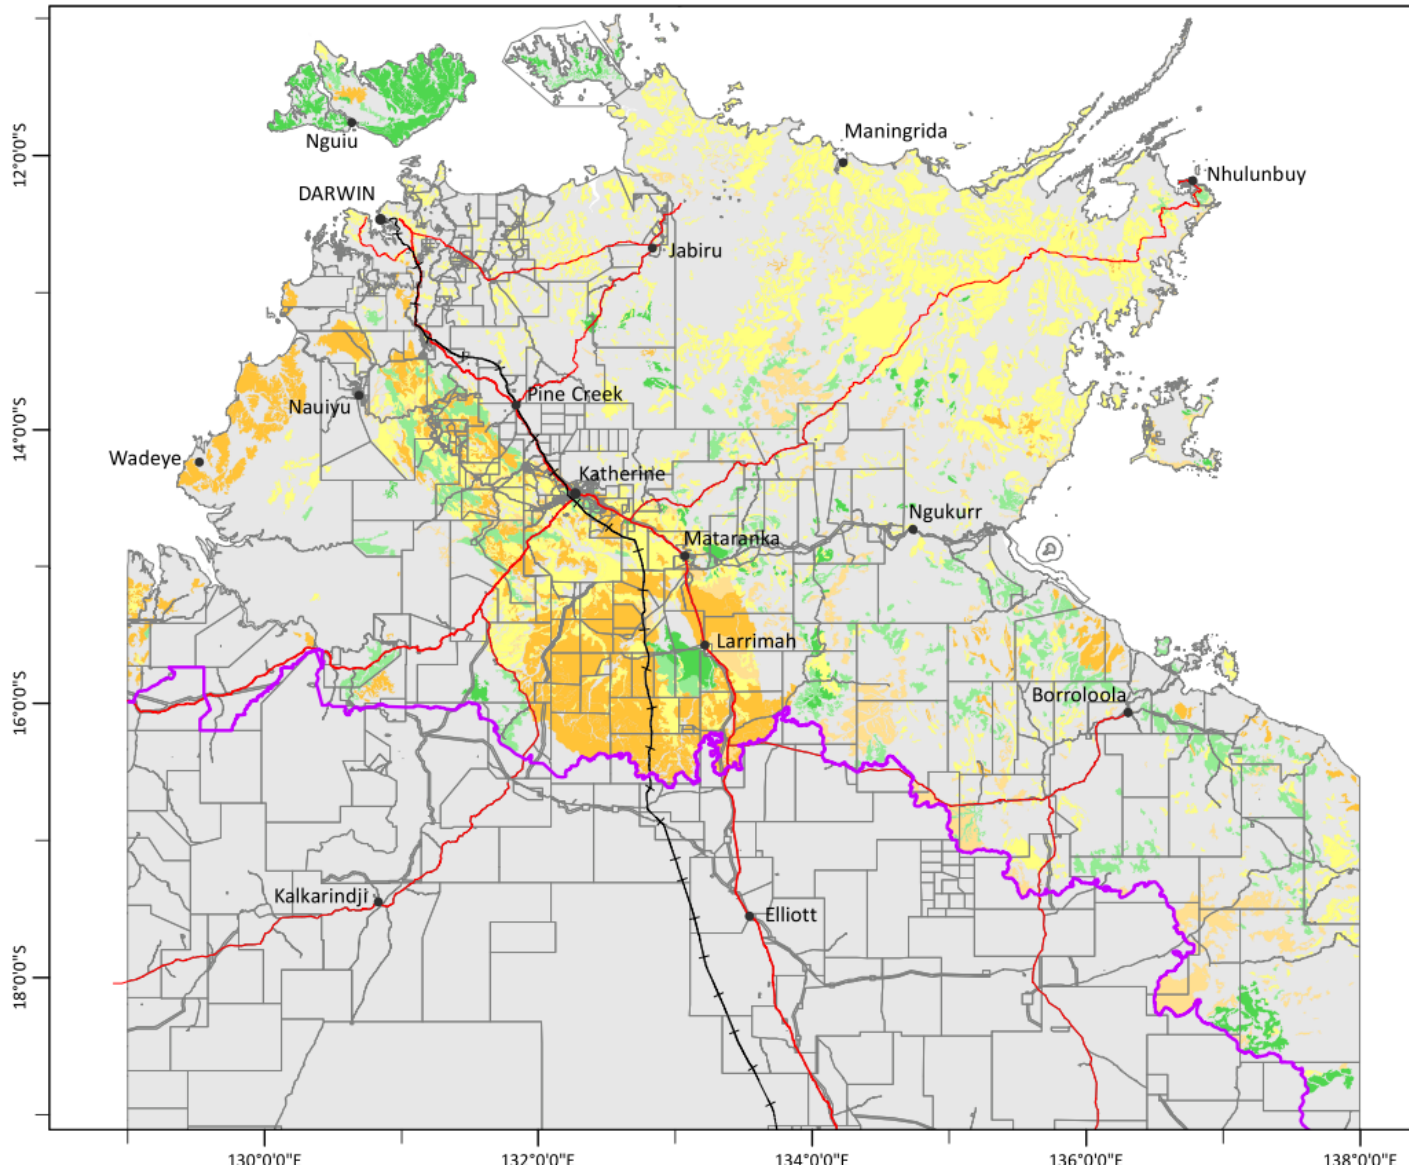 Maningrida
Nguiu
Nhulunbuy
DARWIN
Jabiru
Pine Creek
Nauiyu
Wadeye
Katherine
Ngukurr
Mataranka
Larrimah
Borroloola
Kalkarindji
Elliott
12°0'0"S
14°0'0"S
16°0'0"S
18°0'0"S
130°0'0"E
132°0'0"E
134°0'0"E
136°0'0"E
138°0'0"E